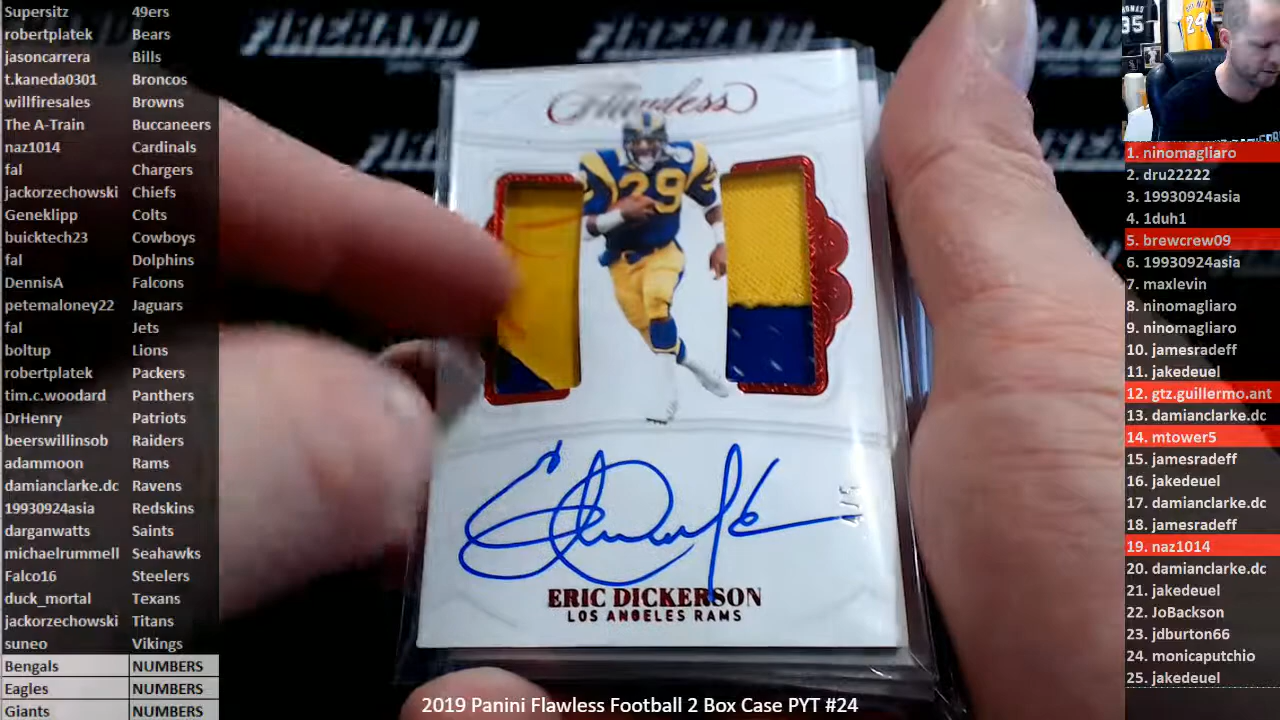 Supersitz 49ers
robertplatek Bears
jasoncarrera Bills
t.kaneda0301 Broncos
willfiresales Browns
The A-Train Buccaneers
naz1014 Cardinals
fal Chargers
jackorzechowski Chiefs
Geneklipp Colts
buicktech23 Cowboys
fal Dolphins
DennisA Falcons
petemaloney22 Jaguars
fal Jets
boltup Lions
robertplatek Packers
tim.c.woodard Panthers
DrHenry Patriots
beerswillinsob Raiders
adammoon Rams
damianclarke.dc Ravens
19930924asia Redskins
darganwatts Saints
michaelrummell Seahawks
Falco16 Steelers
duck_mortal Texans
jackorzechowski Titans
suneo Vikings
Bengals NUMBERS
Eagles NUMBERS
Giants NUMBERS
FIREHAND
FIREHAND
Flawless
29
4/5
ERIC DICKERSON
LOS ANGELES RAMS
2019 Panini Flawless Football 2 Box Case PYT #24
35
24
1. ninomagliaro
2. dru22222
3. 19930924asia
4. 1duh1
5. brewcrew09
6. 19930924asia
7. maxlevin
8. ninomagliaro
9. ninomagliaro
10. jamesradeff
11. jakedeuel
12. gtz.guillermo.ant
13. damianclarke.dc
14. mtower5
15. jamesradeff
16. jakedeuel
17. damianclarke.dc
18. jamesradeff
19. naz1014
20. damianclarke.dc
21. jakedeuel
22. JoBackson
23. jdburton66
24. monicaputchio
25. jakedeuel